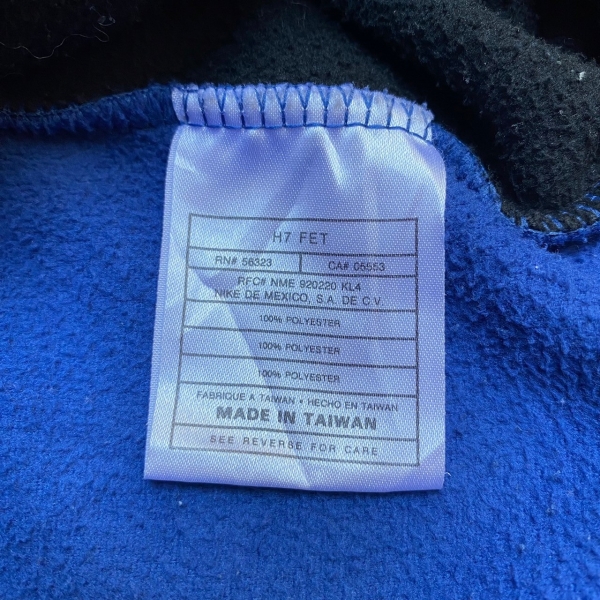 H7 FET
RN# 56323 CA# 05553
RFC# NME 920220 KL4
NIKE DE MEXICO, S.A. DE C.V.
100% POLYESTER
100% POLYESTER
100% POLYESTER
FABRIQUE A TAIWAN • HECHO EN TAIWAN
MADE IN TAIWAN
SEE REVERSE FOR CARE